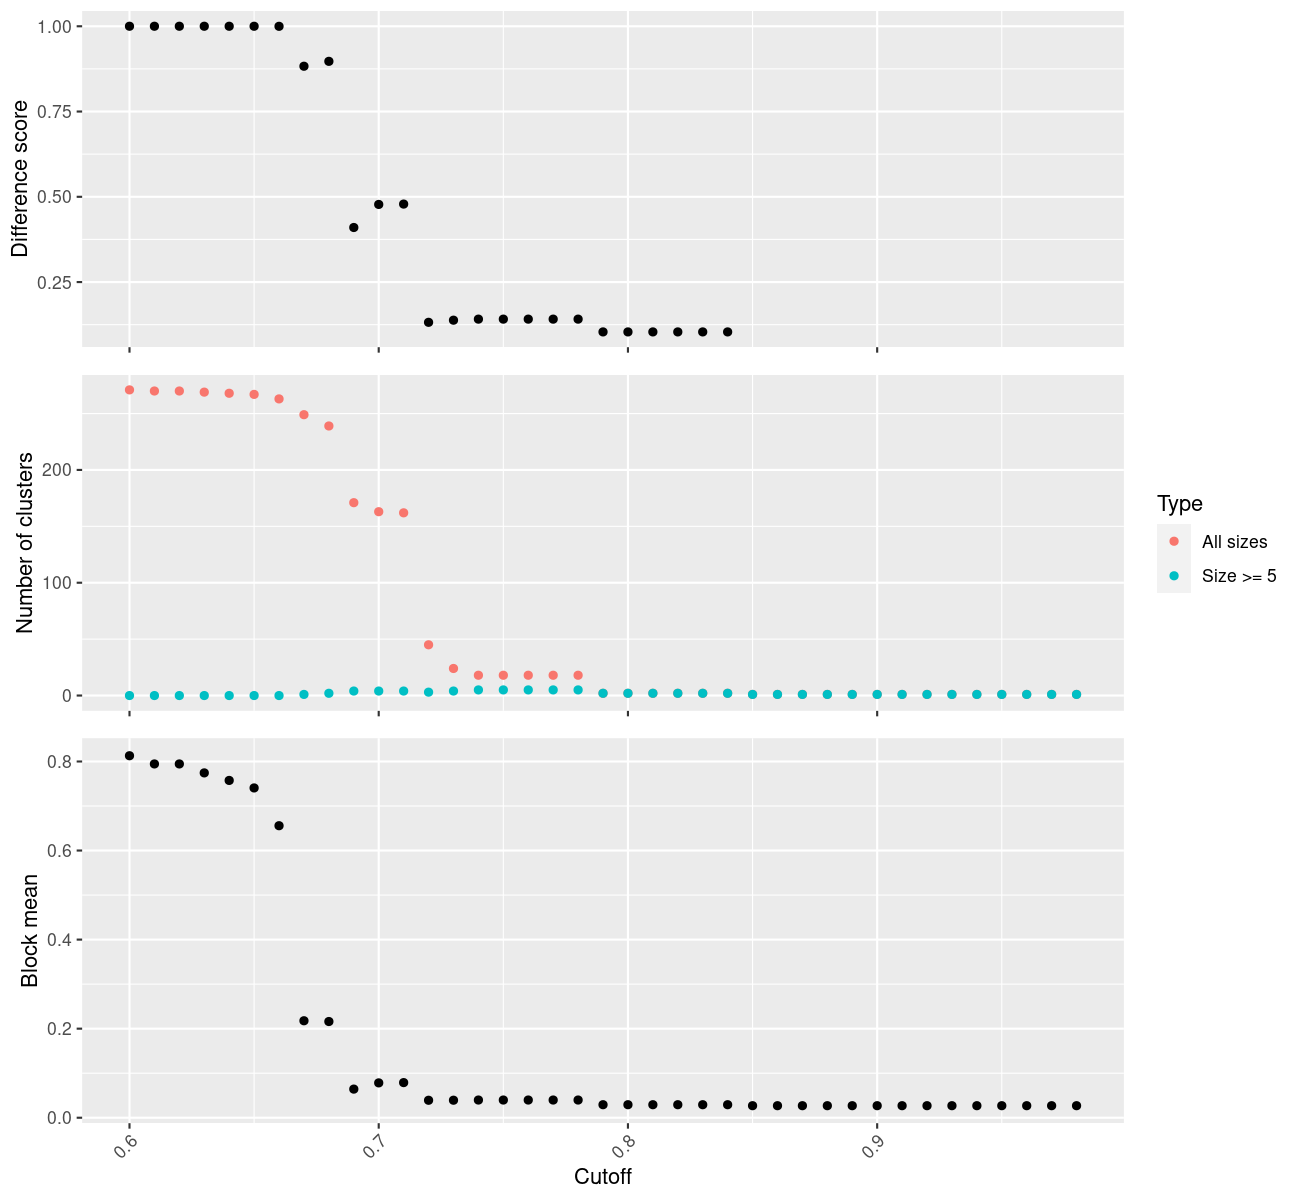 Difference score
1.00
0.75
0.50
0.25
Number of clusters
200
100
0
Type
All sizes
Size >= 5
Block mean
0.8
0.6
0.4
0.2
0.0
0.6 0.7 0.8 0.9
Cutoff